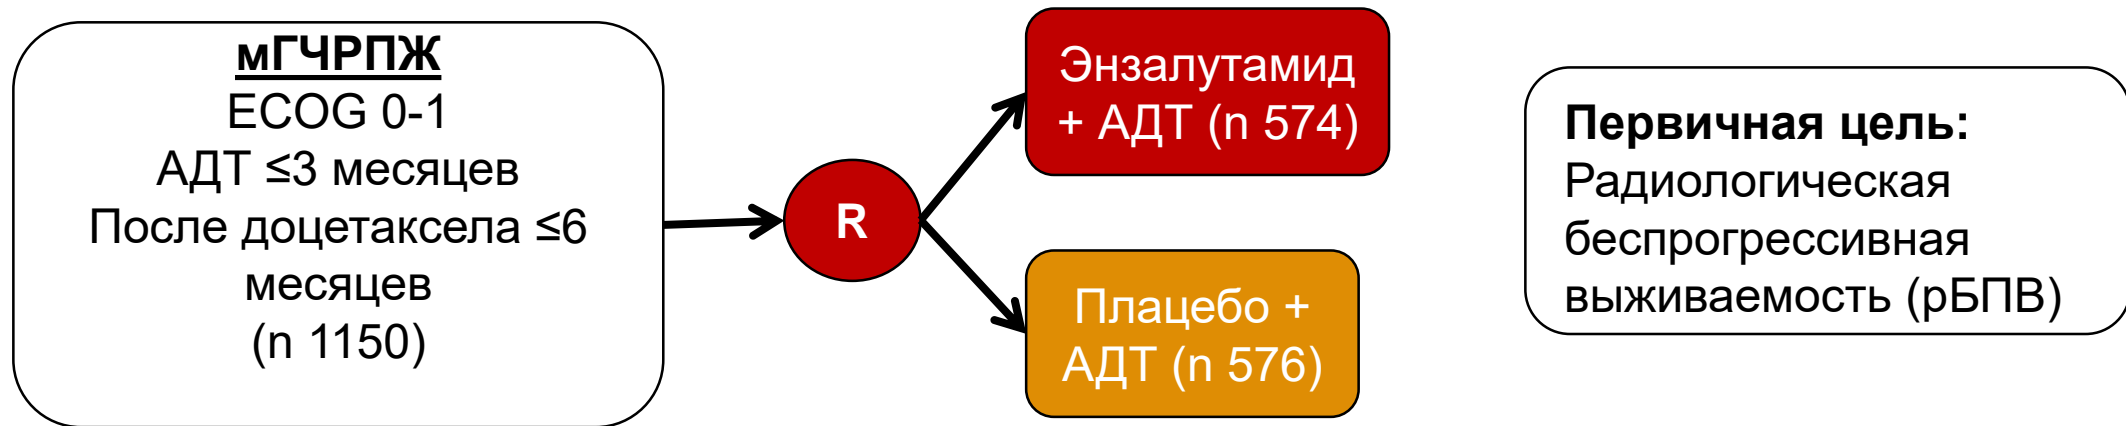 мГЧРПЖ
ECOG 0-1
АДТ ≤3 месяцев
После доцетаксела ≤6
месяцев
(n 1150)
R
Энзалутамид
+ АДТ (n 574)
Плацебо +
АДТ (n 576)
Первичная цель:
Радиологическая
беспрогрессивная
выживаемость (рБПВ)